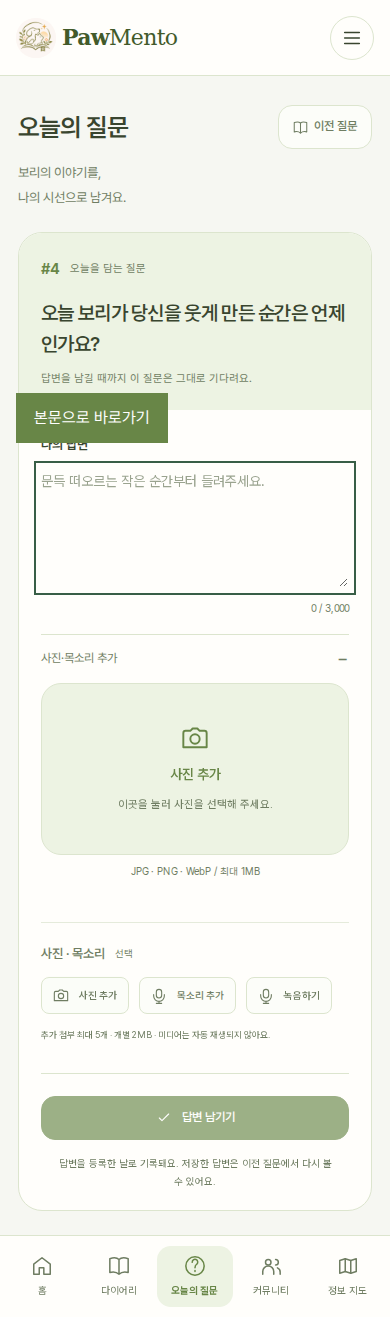 PawMento
오늘의 질문
이전 질문
보리의 이야기를,
나의 시선으로 남겨요.
#4 오늘을 담는 질문
오늘 보리가 당신을 웃게 만든 순간은 언제
인가요?
답변을 남길 때까지 이 질문은 그대로 기다려요.
본문으로 바로가기
나의 답변
문득 떠오르는 작은 순간부터 들려주세요.
0 / 3,000
사진·목소리 추가
사진 추가
이곳을 눌러 사진을 선택해 주세요.
JPG · PNG · WebP / 최대 1MB
사진 · 목소리 선택
사진 추가 목소리 추가 녹음하기
추가 첨부 최대 5개 · 개별 2MB · 미디어는 자동 재생되지 않아요.
답변 남기기
답변을 등록한 날로 기록돼요. 저장한 답변은 이전 질문에서 다시 볼
수 있어요.
홈 다이어리 오늘의 질문 커뮤니티 정보 지도